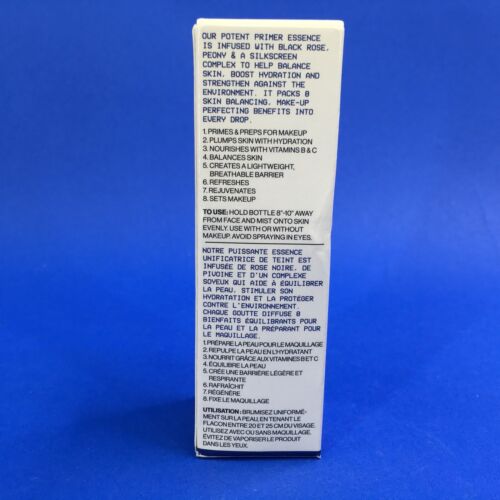 OUR POTENT PRIMER ESSENCE
IS INFUSED WITH BLACK ROSE,
PEONY & A SILKSCREEN
COMPLEX TO HELP BALANCE
SKIN, BOOST HYDRATION AND
STRENGTHEN AGAINST THE
ENVIRONMENT. IT PACKS 8
SKIN BALANCING, MAKE-UP
PERFECTING BENEFITS INTO
EVERY DROP.
1. PRIMES & PREPS FOR MAKEUP
2. PLUMPS SKIN WITH HYDRATION
3. NOURISHES WITH VITAMINS B & C
4. BALANCES SKIN
5. CREATES A LIGHTWEIGHT,
BREATHABLE BARRIER
6. REFRESHES
7. REJUVENATES
8. SETS MAKEUP
TO USE: HOLD BOTTLE 8"-10" AWAY
FROM FACE AND MIST ONTO SKIN
EVENLY. USE WITH OR WITHOUT
MAKEUP. AVOID SPRAYING IN EYES.
NOTRE PUISSANTE ESSENCE
UNIFICATRICE DE TEINT EST
INFUSÉE DE ROSE NOIRE, DE
PIVOINE ET D'UN COMPLEXE
SOYEUX QUI AIDE À ÉQUILIBRER
LA PEAU, STIMULER SON
HYDRATATION ET LA PROTÉGER
CONTRE L'ENVIRONNEMENT.
CHAQUE GOUTTE DIFFUSE 8
BIENFAITS ÉQUILIBRANTS POUR
LA PEAU ET LA PRÉPARANT POUR
LE MAQUILLAGE.
1. PRÉPARE LA PEAU POUR LE MAQUILLAGE
2. REPULPE LA PEAU EN L'HYDRATANT
3. NOURRIT GRÂCE AUX VITAMINES B ET C
4. ÉQUILIBRE LA PEAU
5. CRÉE UNE BARRIÈRE LÉGÈRE ET
RESPIRANTE
6. RAFRAÎCHIT
7. RÉGÉNÈRE
8. FIXE LE MAQUILLAGE
UTILISATION: BRUMISEZ UNIFORMÉ-
MENT SUR LA PEAU EN TENANT LE
FLACON ENTRE 20 ET 25 CM DU VISAGE.
UTILISEZ AVEC OU SANS MAQUILLAGE.
ÉVITEZ DE VAPORISER LE PRODUIT
DANS LES YEUX.